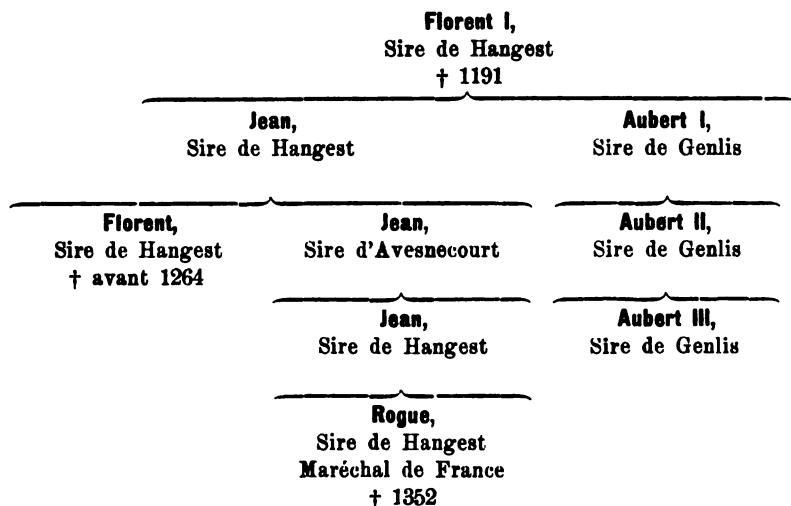 Florent I,
Sire de Hangest
† 1191
Jean,
Sire de Hangest
Aubert I,
Sire de Genlis
Florent,
Sire de Hangest
† avant 1264
Jean,
Sire d'Avesnecourt
Aubert II,
Sire de Genlis
Jean,
Sire de Hangest
Aubert III,
Sire de Genlis
Rogue,
Sire de Hangest
Maréchal de France
† 1352